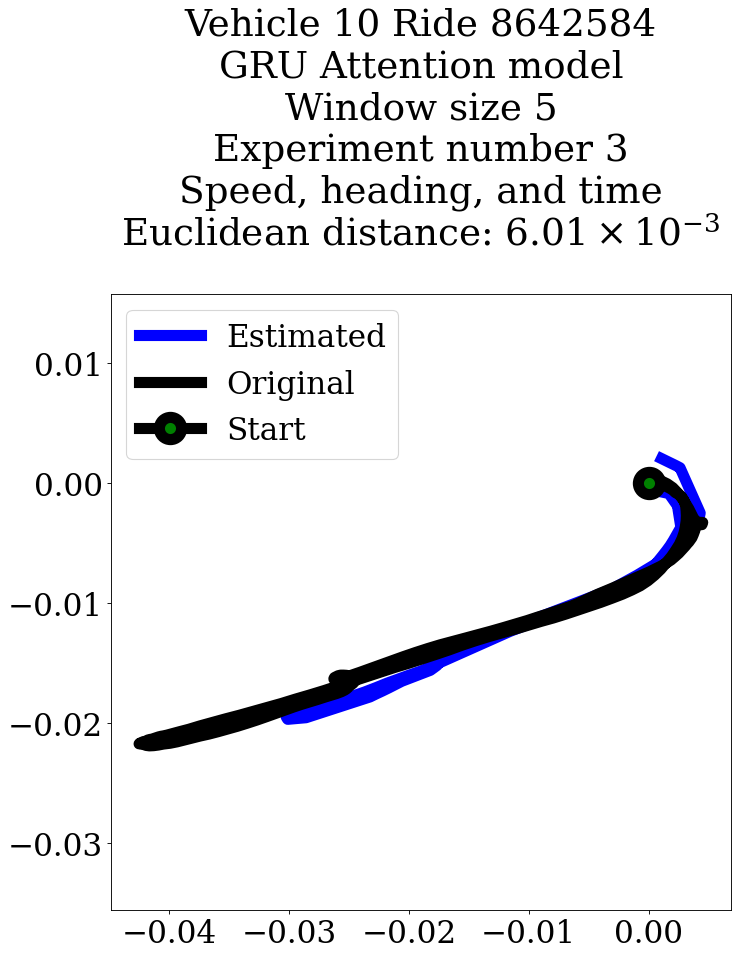 Vehicle 10 Ride 8642584
GRU Attention model
Window size 5
Experiment number 3
Speed, heading, and time
Euclidean distance: 6.01 × 10⁻³
Estimated
Original
Start
0.01
0.00
−0.01
−0.02
−0.03
−0.04 −0.03 −0.02 −0.01 0.00